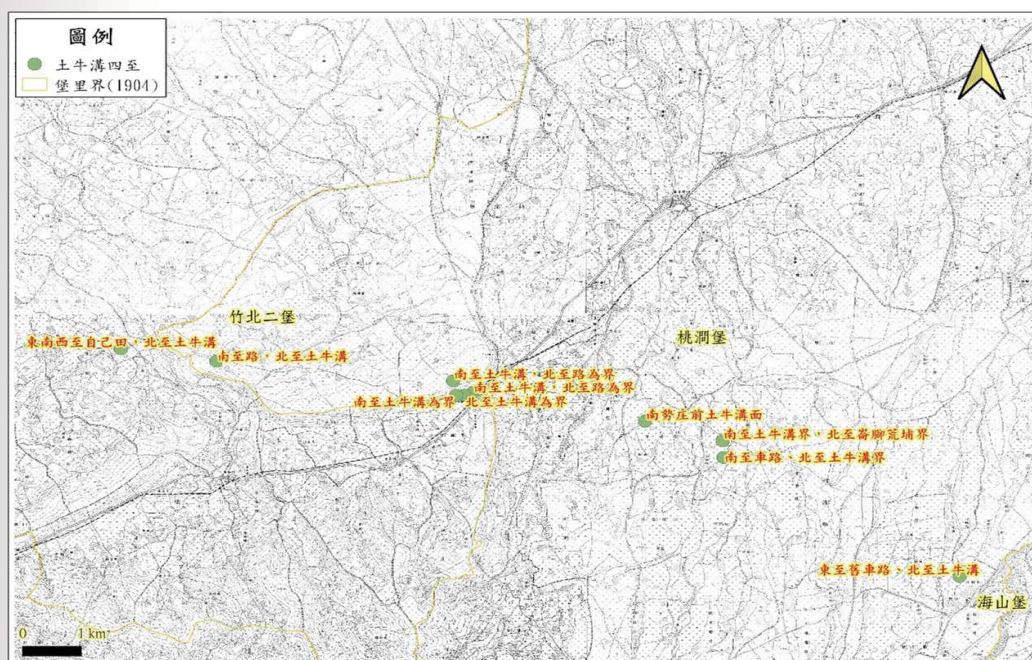 圖例
土牛溝四至
堡里界(1904)
竹北二堡
東南西至自己田，北至土牛溝
南至路，北至土牛溝
桃澗堡
南至土牛溝，北至路為界
南至土牛溝，北至路為界
南至土牛溝為界，北至土牛溝為界
南勢庄前土牛溝面
南至土牛溝界，北至崙腳荒埔界
南至車路、北至土牛溝界
東至舊車路、北至土牛溝
海山堡
0 1 km